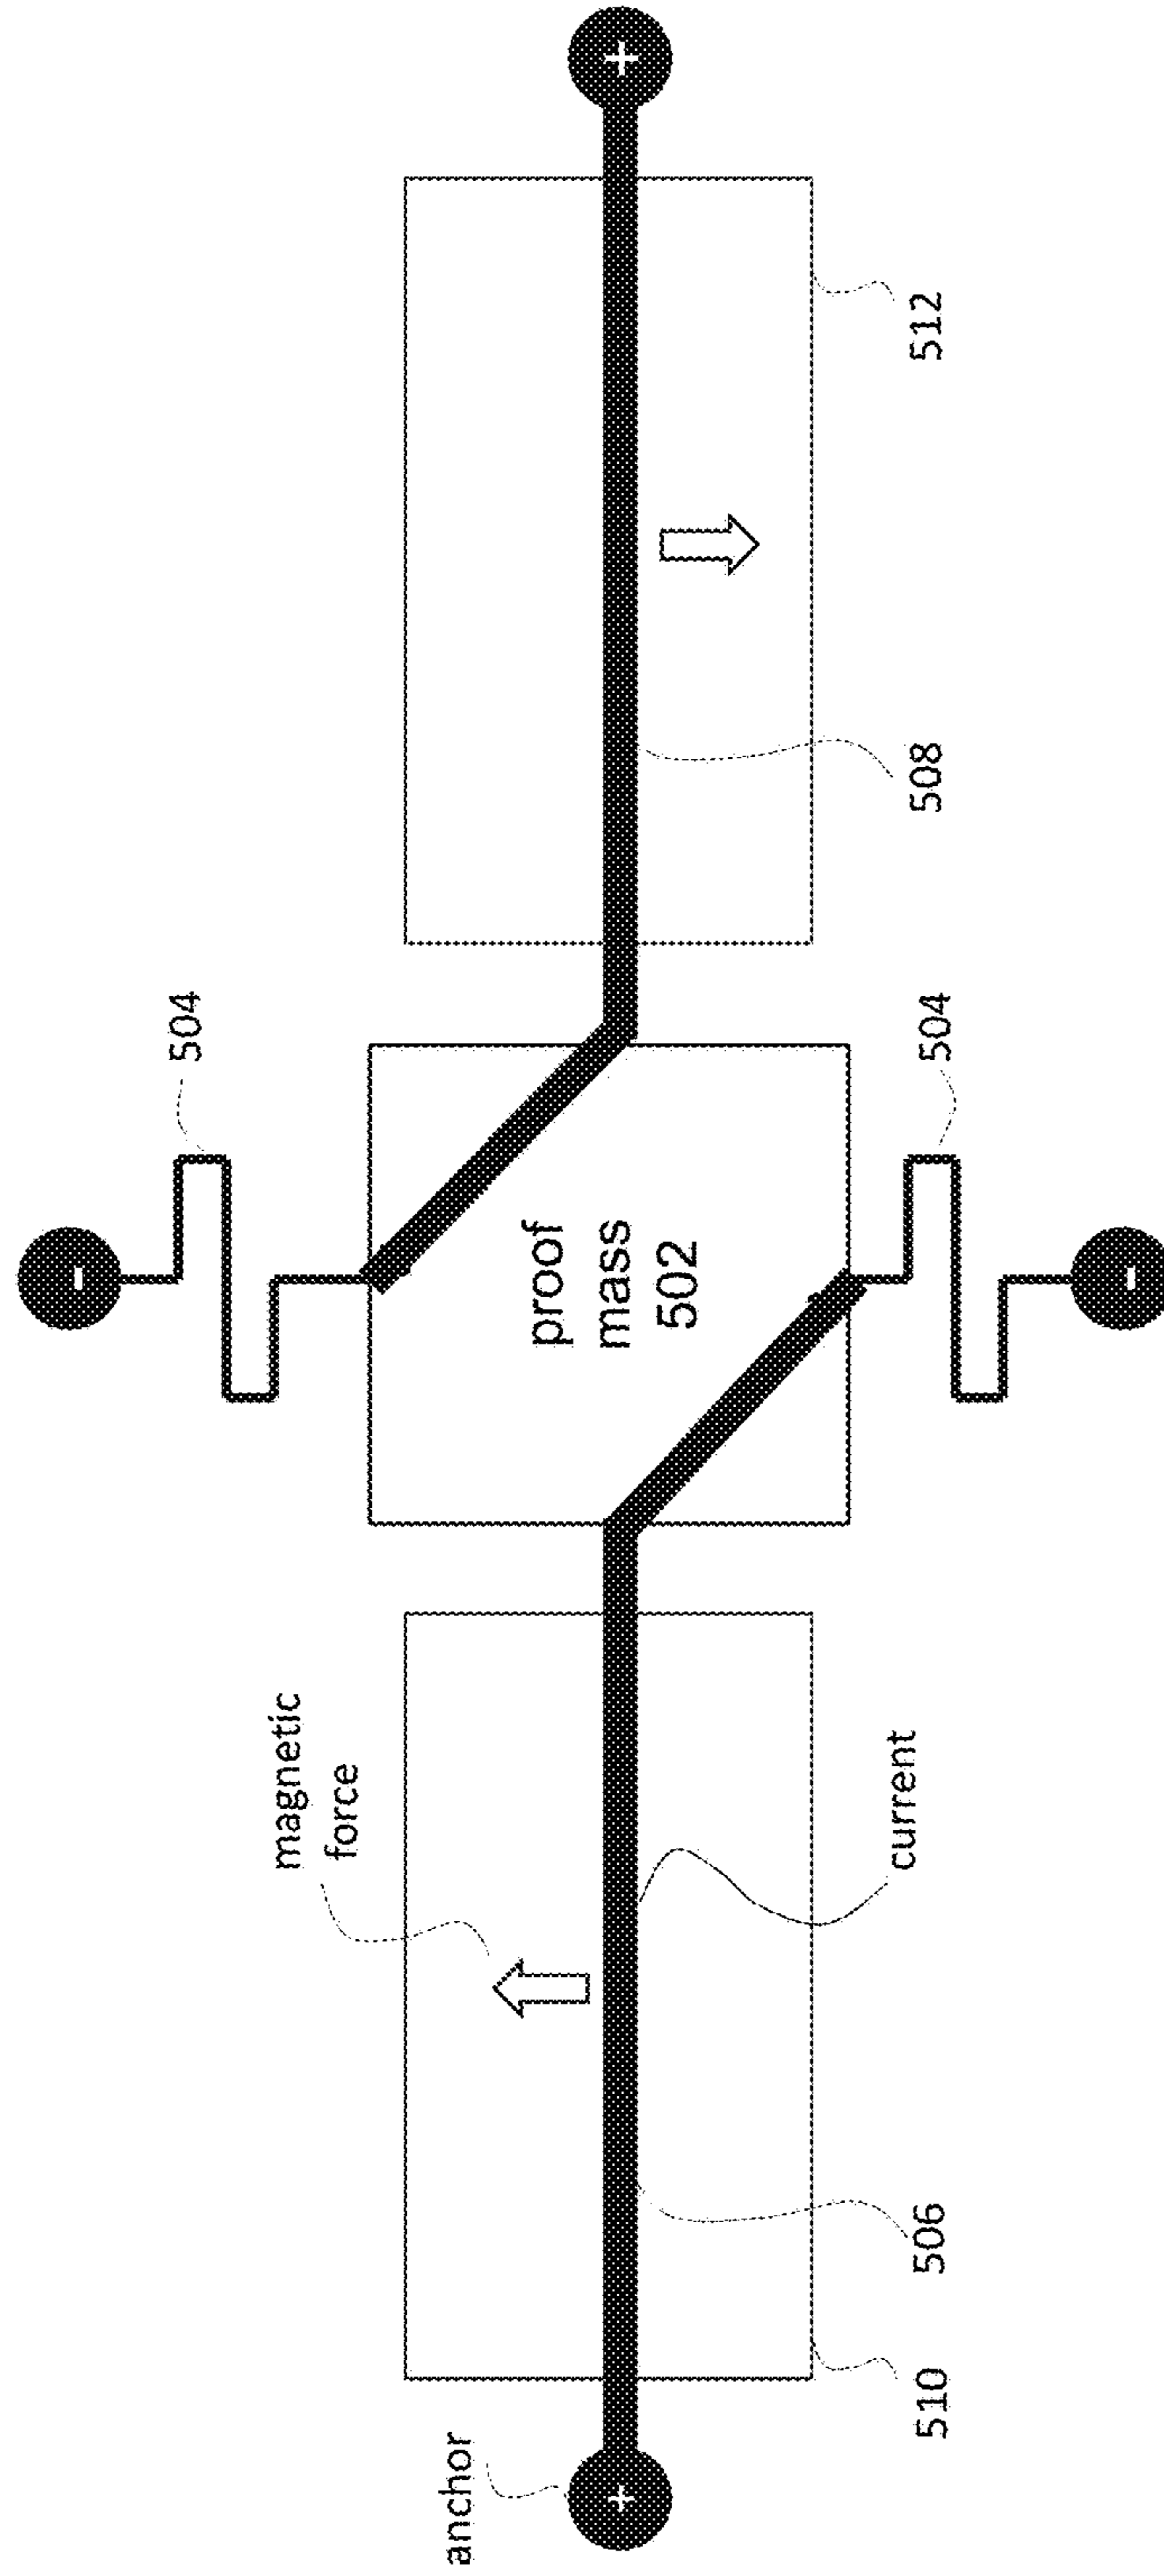 504
-
proof
mass
502
+
magnetic
force
anchor
+
510
506
current
508
512
504
-